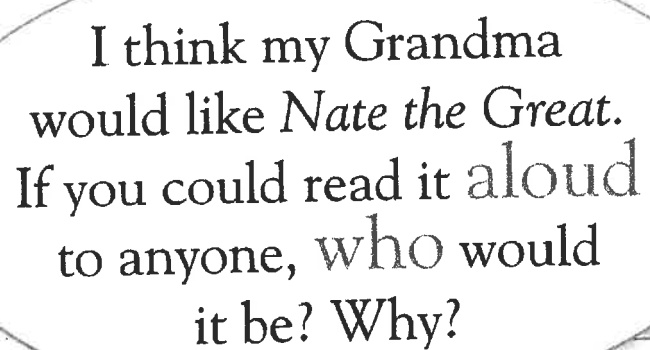 I think my Grandma
would like Nate the Great.
If you could read it aloud
to anyone, who would
it be? Why?